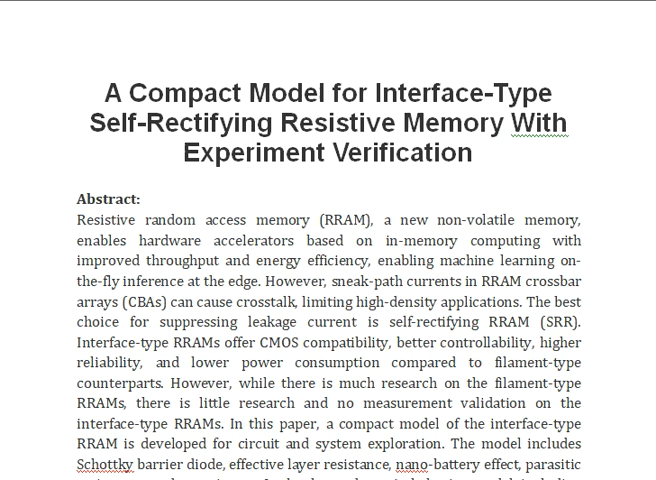 A Compact Model for Interface-Type
Self-Rectifying Resistive Memory With
Experiment Verification
Abstract:
Resistive random access memory (RRAM), a new non-volatile memory,
enables hardware accelerators based on in-memory computing with
improved throughput and energy efficiency, enabling machine learning on-
the-fly inference at the edge. However, sneak-path currents in RRAM crossbar
arrays (CBAs) can cause crosstalk, limiting high-density applications. The best
choice for suppressing leakage current is self-rectifying RRAM (SRR).
Interface-type RRAMs offer CMOS compatibility, better controllability, higher
reliability, and lower power consumption compared to filament-type
counterparts. However, while there is much research on the filament-type
RRAMs, there is little research and no measurement validation on the
interface-type RRAMs. In this paper, a compact model of the interface-type
RRAM is developed for circuit and system exploration. The model includes
Schottky barrier diode, effective layer resistance, nano-battery effect, parasitic